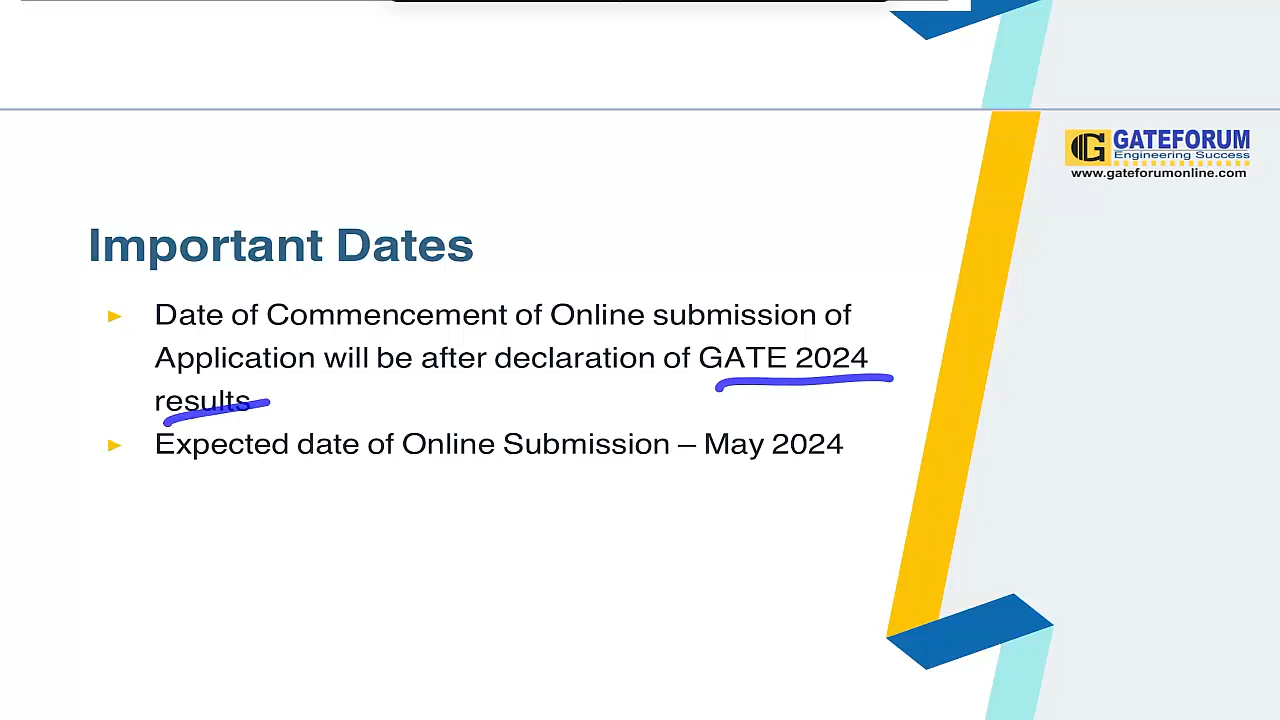 GATEFORUM
Engineering Success
www.gateforumonline.com
Important Dates
Date of Commencement of Online submission of
Application will be after declaration of GATE 2024
results
Expected date of Online Submission – May 2024